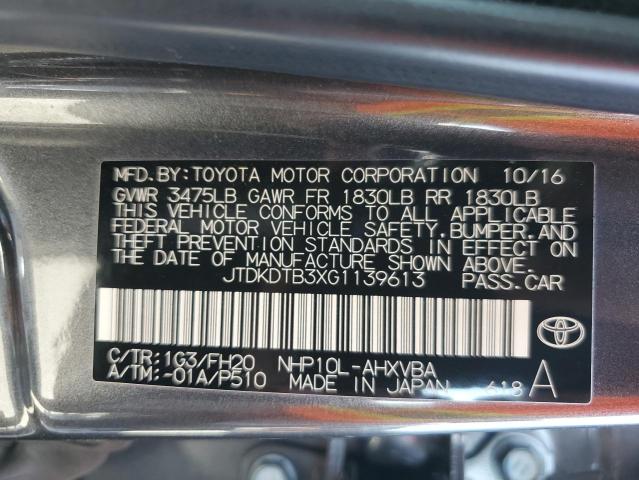 MFD.BY:TOYOTA MOTOR CORPORATION 10/16
GVWR 3475LB GAWR FR 1830LB RR 1830LB
THIS VEHICLE CONFORMS TO ALL APPLICABLE
FEDERAL MOTOR VEHICLE SAFETY,BUMPER,AND
THEFT PREVENTION STANDARDS IN EFFECT ON
THE DATE OF MANUFACTURE SHOWN ABOVE.
JTDKDTB3XG1139613 PASS.CAR
C/TR:1G3/FH20 NHP10L-AHXVBA
A/TM:-01A/P510 MADE IN JAPAN 618 A